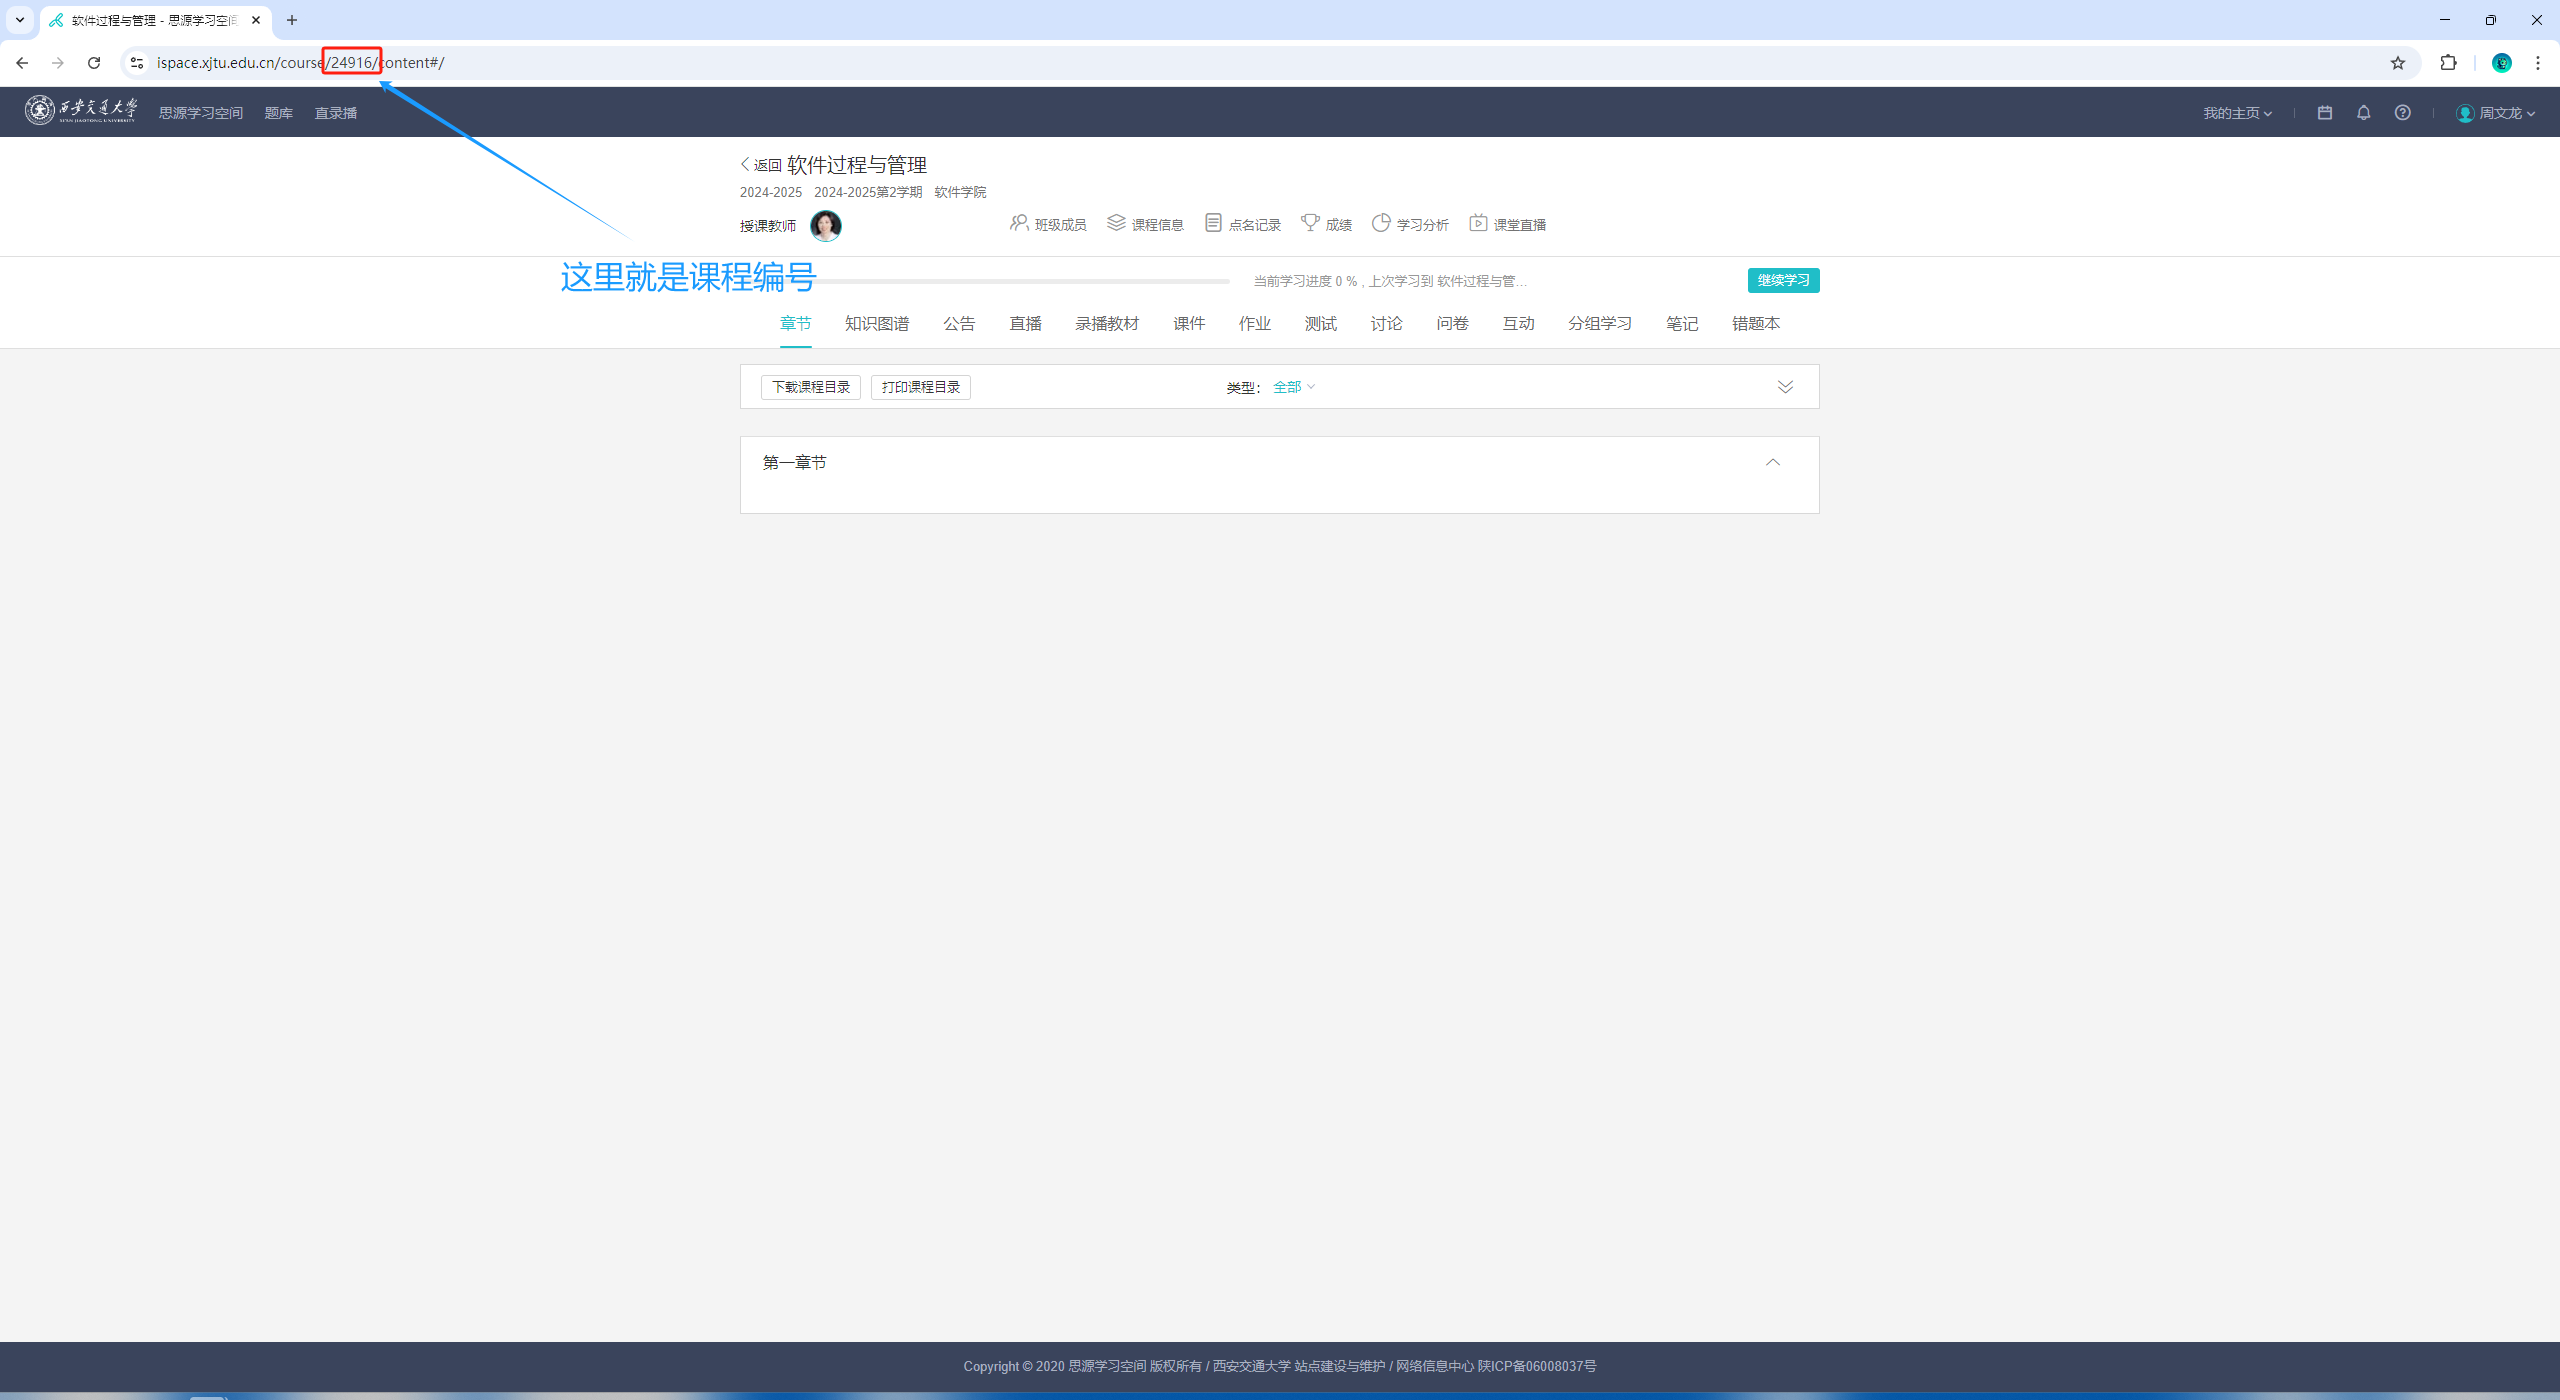 软件过程与管理 - 思源学习空间
ispace.xjtu.edu.cn/course/24916/content#/
西安交通大学 思源学习空间 题库 直录播 我的主页 周文龙
XI'AN JIAOTONG UNIVERSITY
返回 软件过程与管理
2024-2025 2024-2025第2学期 软件学院
授课教师 班级成员 课程信息 点名记录 成绩 学习分析 课堂直播
这里就是课程编号
当前学习进度 0 % , 上次学习到 软件过程与管... 继续学习
章节 知识图谱 公告 直播 录播教材 课件 作业 测试 讨论 问卷 互动 分组学习 笔记 错题本
下载课程目录 打印课程目录 类型： 全部
第一章节
Copyright © 2020 思源学习空间 版权所有 / 西安交通大学 站点建设与维护 / 网络信息中心 陕ICP备06008037号